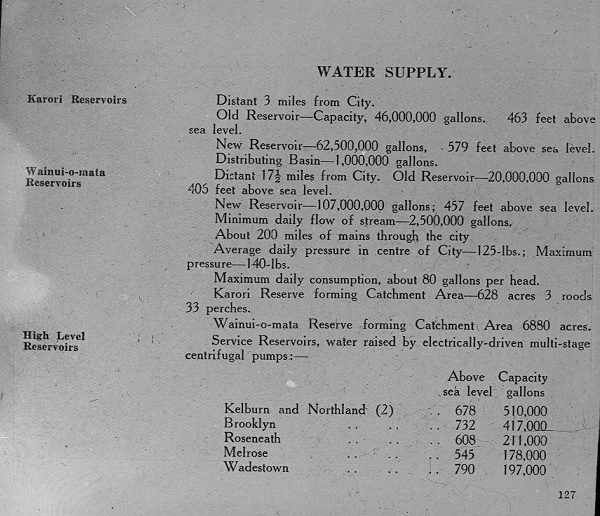 WATER SUPPLY.
Karori Reservoirs
Distant 3 miles from City.
Old Reservoir—Capacity, 46,000,000 gallons. 463 feet above
sea level.
New Reservoir—62,500,000 gallons, 579 feet above sea level.
Distributing Basin—1,000,000 gallons.
Wainui-o-mata
Reservoirs
Distant 17½ miles from City. Old Reservoir—20,000,000 gallons
405 feet above sea level.
New Reservoir—107,000,000 gallons; 457 feet above sea level.
Minimum daily flow of stream—2,500,000 gallons.
About 200 miles of mains through the city
Average daily pressure in centre of City—125-lbs.; Maximum
pressure—140-lbs.
Maximum daily consumption, about 80 gallons per head.
Karori Reserve forming Catchment Area—628 acres 3 roods
33 perches.
Wainui-o-mata Reserve forming Catchment Area 6880 acres.
High Level
Reservoirs
Service Reservoirs, water raised by electrically-driven multi-stage
centrifugal pumps:—
Above Capacity
sea level gallons
Kelburn and Northland (2) .. 678 510,000
Brooklyn .. .. .. 732 417,000
Roseneath .. .. .. 608 211,000
Melrose .. .. .. 545 178,000
Wadestown .. .. .. 790 197,000
127